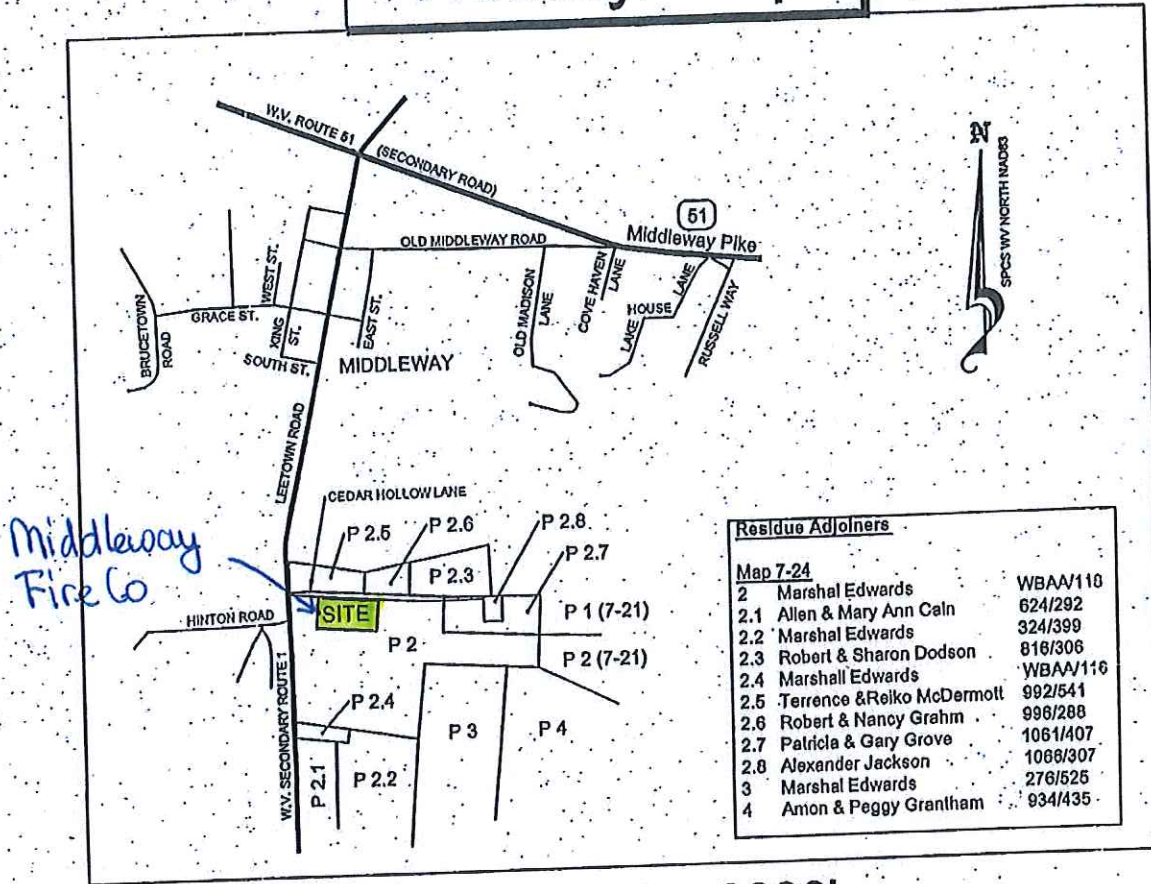 W.V. ROUTE 51
(SECONDARY ROAD)
51
Middleway Pike
N
SPCS WV NORTH NAD83
OLD MIDDLEWAY ROAD
WEST ST.
GRACE ST.
BRUCETOWN
ROAD
KING
ST.
SOUTH ST.
EAST ST.
MIDDLEWAY
OLD MADISON
LANE
COVE HAVEN
LANE
LAKE
HOUSE
LANE
RUSSELL WAY
LEETOWN ROAD
CEDAR HOLLOW LANE
Middleway
Fire Co
P 2.5
P 2.6
P 2.8
P 2.7
P 2.3
SITE
P 1 (7-21)
HINTON ROAD
P 2
P 2 (7-21)
W.V. SECONDARY ROUTE 1
P 2.4
P 3
P 4
P 2.1
P 2.2
Residue Adjoiners
Map 7-24
2 Marshal Edwards WBAA/118
2.1 Allen & Mary Ann Cain 624/292
2.2 Marshal Edwards 324/399
2.3 Robert & Sharon Dodson 816/306
2.4 Marshall Edwards WBAA/116
2.5 Terrence & Reiko McDermott 992/541
2.6 Robert & Nancy Grahm 996/288
2.7 Patricia & Gary Grove 1061/407
2.8 Alexander Jackson 1066/307
3 Marshal Edwards 276/525
4 Amon & Peggy Grantham 934/435